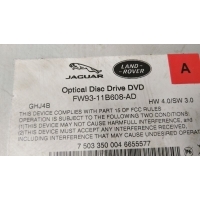 JAGUAR
LAND-
ROVER
A
Optical Disc Drive DVD
FW93-11B608-AD
GHJ4B
HW 4.0/SW 3.0
THIS DEVICE COMPLIES WITH PART 15 OF FCC RULES
OPERATION IS SUBJECT TO THE FOLLOWING TWO CONDITIONS:
(1) THIS DEVICE MAY NOT CAUSE HARMFUL INTERFERENCE, AND
(2) THIS DEVICE MUST ACCEPT ANY INTERFERENCE RECEIVED,
INCLUDING INTERFERENCE THAT MAY CAUSE UNDESIRED OPERATION
7 503 350 004 6655577